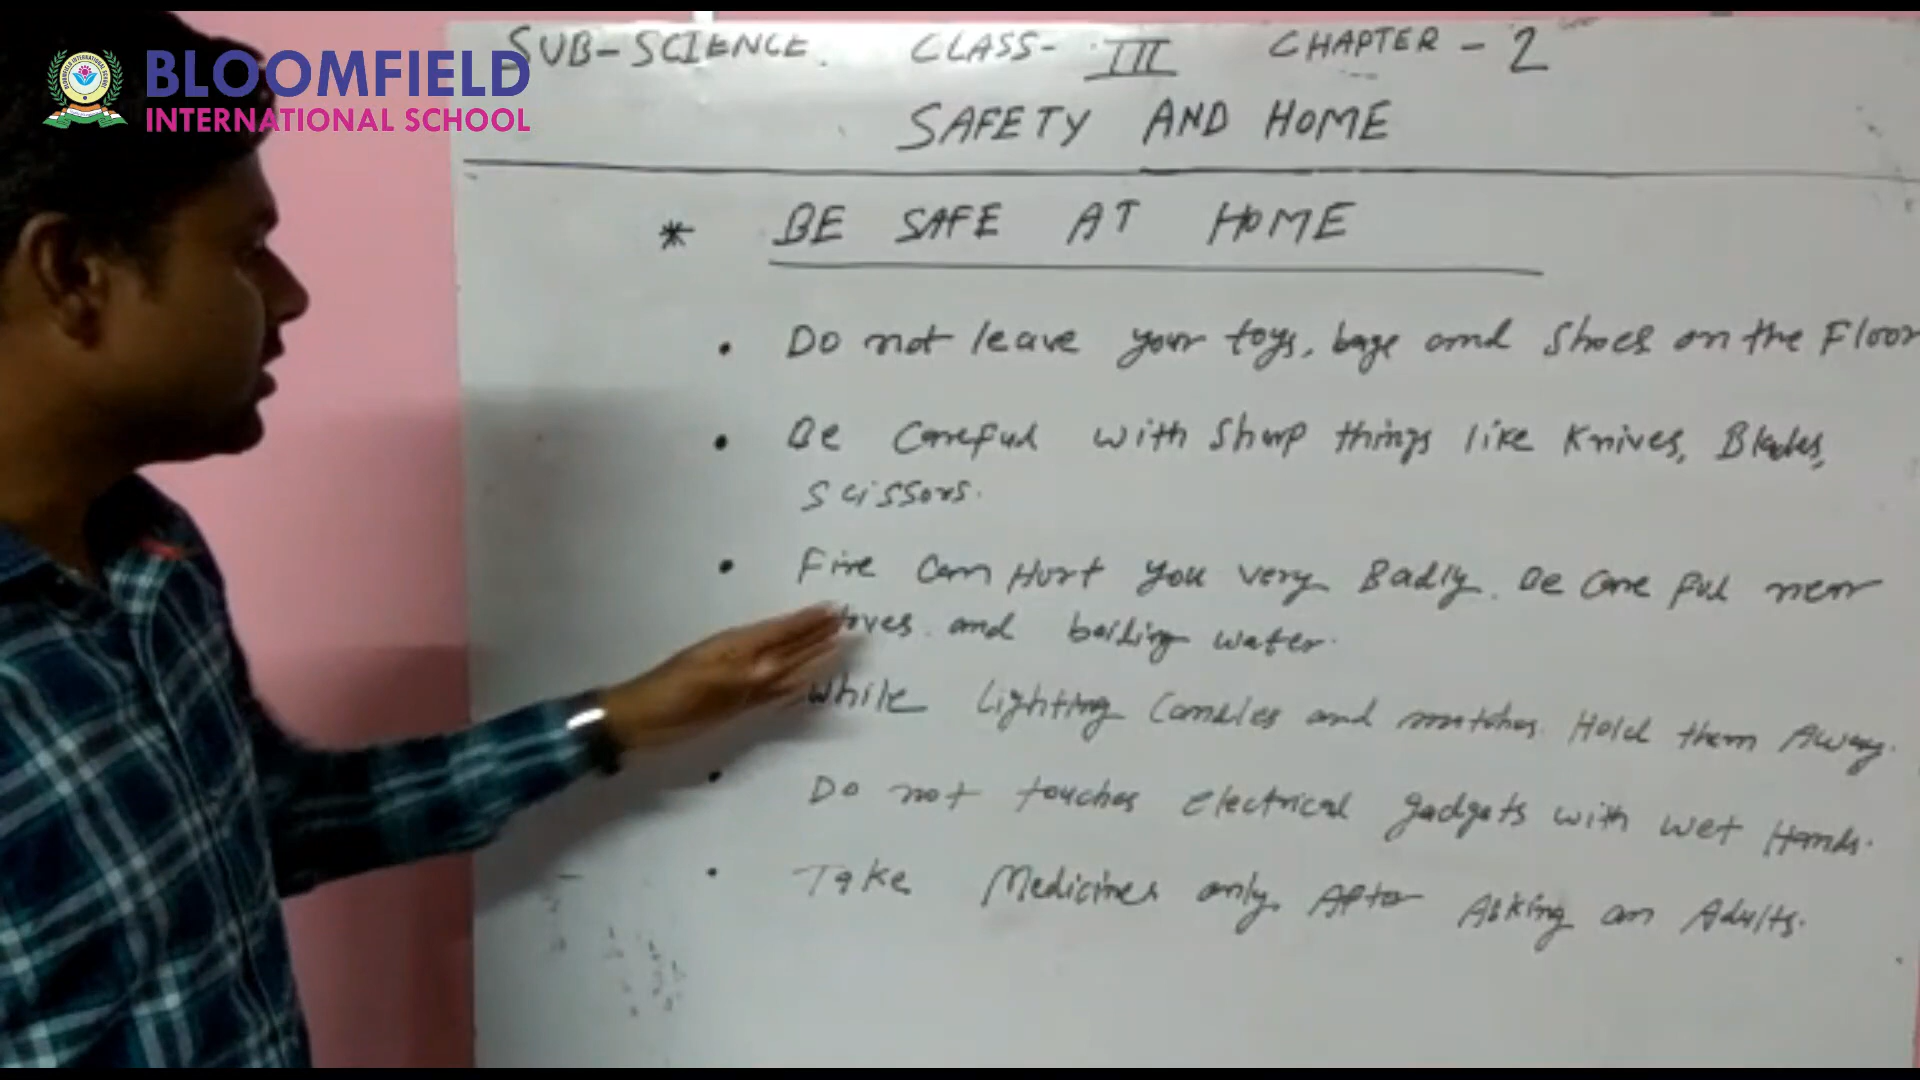 BLOOMFIELD
INTERNATIONAL SCHOOL
SUB-SCIENCE. CLASS- III CHAPTER - 2
SAFETY AND HOME
* BE SAFE AT HOME
• Do not leave your toys, bags and Shoes on the Floor
• Be Careful with Sharp things like Knives, Blades,
Scissors.
• Fire Can Hurt you very Badly. Be Careful near
toves and boiling water.
While Lighting Candles and matches Hold them Away.
• Do not touches electrical gadgets with wet Hands.
• Take Medicines only After Asking an Adults.